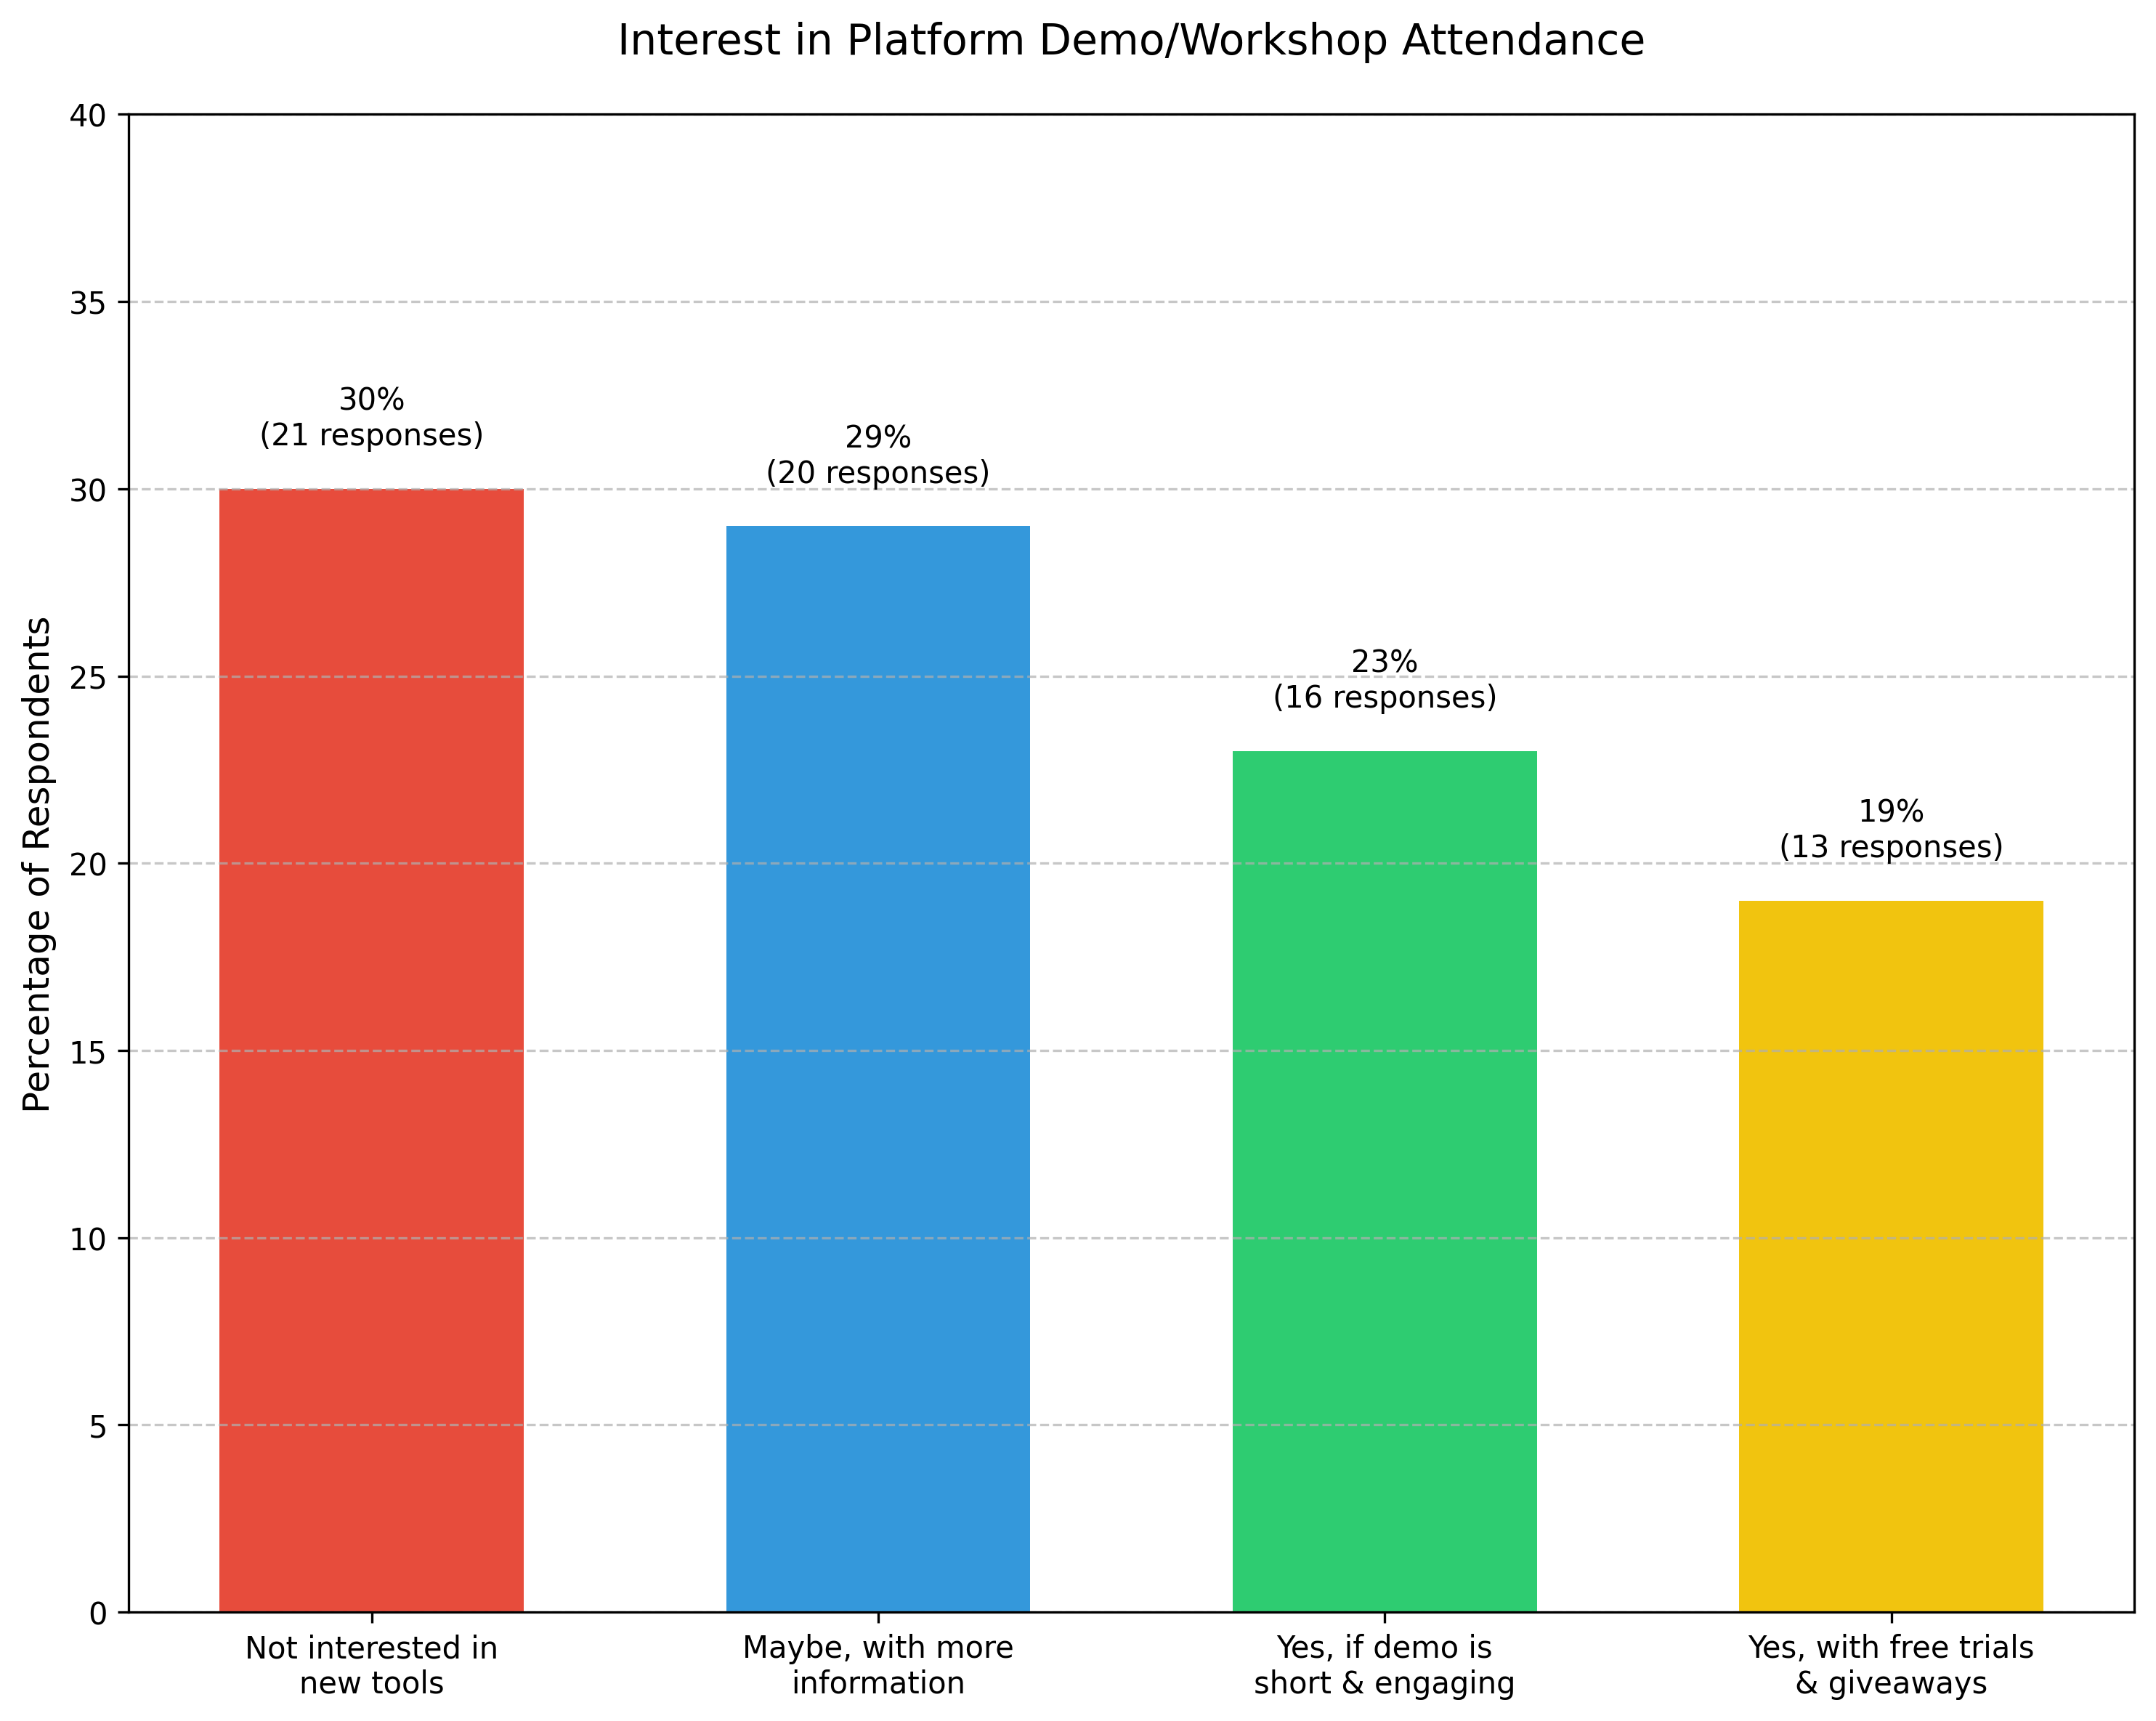 Interest in Platform Demo/Workshop Attendance
Percentage of Respondents
40
35
30
25
20
15
10
5
0
30%
(21 responses)
29%
(20 responses)
23%
(16 responses)
19%
(13 responses)
Not interested in
new tools
Maybe, with more
information
Yes, if demo is
short & engaging
Yes, with free trials
& giveaways